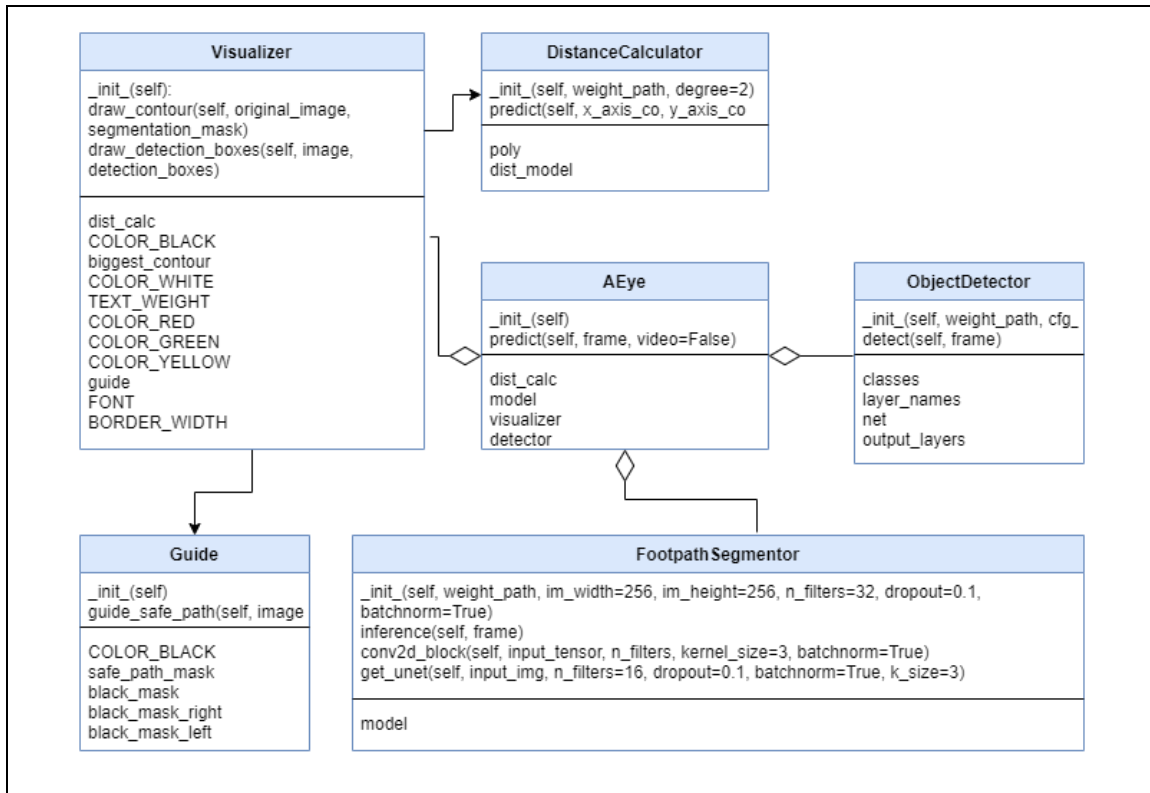 Visualizer
_init_(self):
draw_contour(self, original_image,
segmentation_mask)
draw_detection_boxes(self, image,
detection_boxes)
dist_calc
COLOR_BLACK
biggest_contour
COLOR_WHITE
TEXT_WEIGHT
COLOR_RED
COLOR_GREEN
COLOR_YELLOW
guide
FONT
BORDER_WIDTH
DistanceCalculator
_init_(self, weight_path, degree=2)
predict(self, x_axis_co, y_axis_co
poly
dist_model
AEye
_init_(self)
predict(self, frame, video=False)
dist_calc
model
visualizer
detector
ObjectDetector
_init_(self, weight_path, cfg_
detect(self, frame)
classes
layer_names
net
output_layers
Guide
_init_(self)
guide_safe_path(self, image
COLOR_BLACK
safe_path_mask
black_mask
black_mask_right
black_mask_left
FootpathSegmentor
_init_(self, weight_path, im_width=256, im_height=256, n_filters=32, dropout=0.1,
batchnorm=True)
inference(self, frame)
conv2d_block(self, input_tensor, n_filters, kernel_size=3, batchnorm=True)
get_unet(self, input_img, n_filters=16, dropout=0.1, batchnorm=True, k_size=3)
model